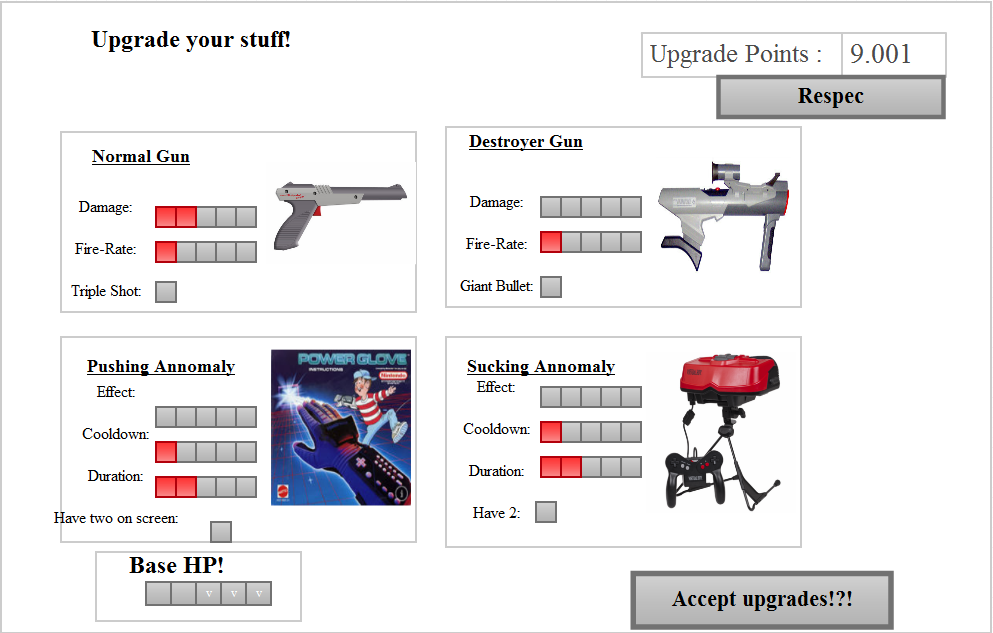 Upgrade your stuff!
Upgrade Points : 9.001
Respec
Normal Gun
Damage:
Fire-Rate:
Triple Shot:
Destroyer Gun
Damage:
Fire-Rate:
Giant Bullet:
Pushing Annomaly
Effect:
Cooldown:
Duration:
Have two on screen:
POWER GLOVE
INSTRUCTIONS
Nintendo
Sucking Annomaly
Effect:
Cooldown:
Duration:
Have 2:
Base HP!
v v v
Accept upgrades!?!